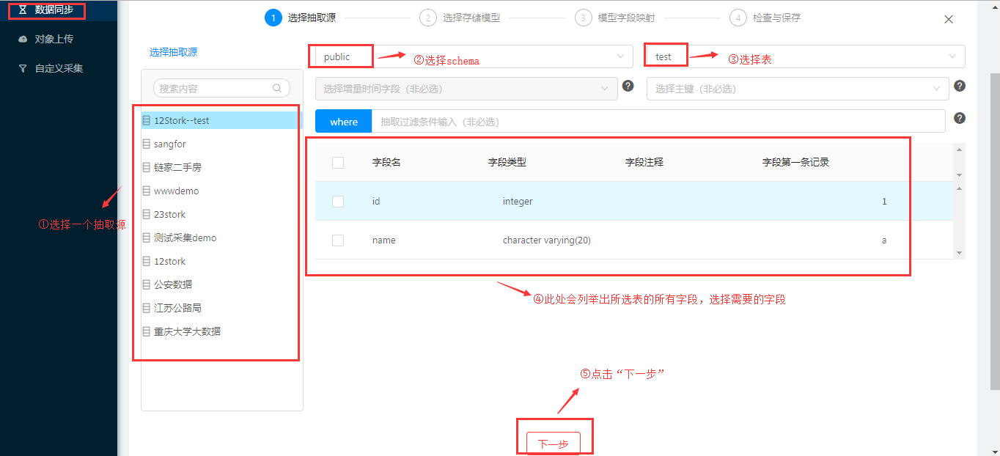 数据同步
对象上传
自定义采集
1 选择抽取源
2 选择存储模型
3 模型字段映射
4 检查与保存
选择抽取源
搜索内容
12Stork--test
sangfor
链家二手房
wwwdemo
23stork
测试采集demo
12stork
公安数据
江苏公路局
重庆大学大数据
①选择一个抽取源
public
②选择schema
test
③选择表
选择增量时间字段（非必选）
?
选择主键（非必选）
?
where 抽取过滤条件输入（非必选）
?
字段名 字段类型 字段注释 字段第一条记录
id integer 1
name character varying(20) a
④此处会列举出所选表的所有字段，选择需要的字段
⑤点击“下一步”
下一步